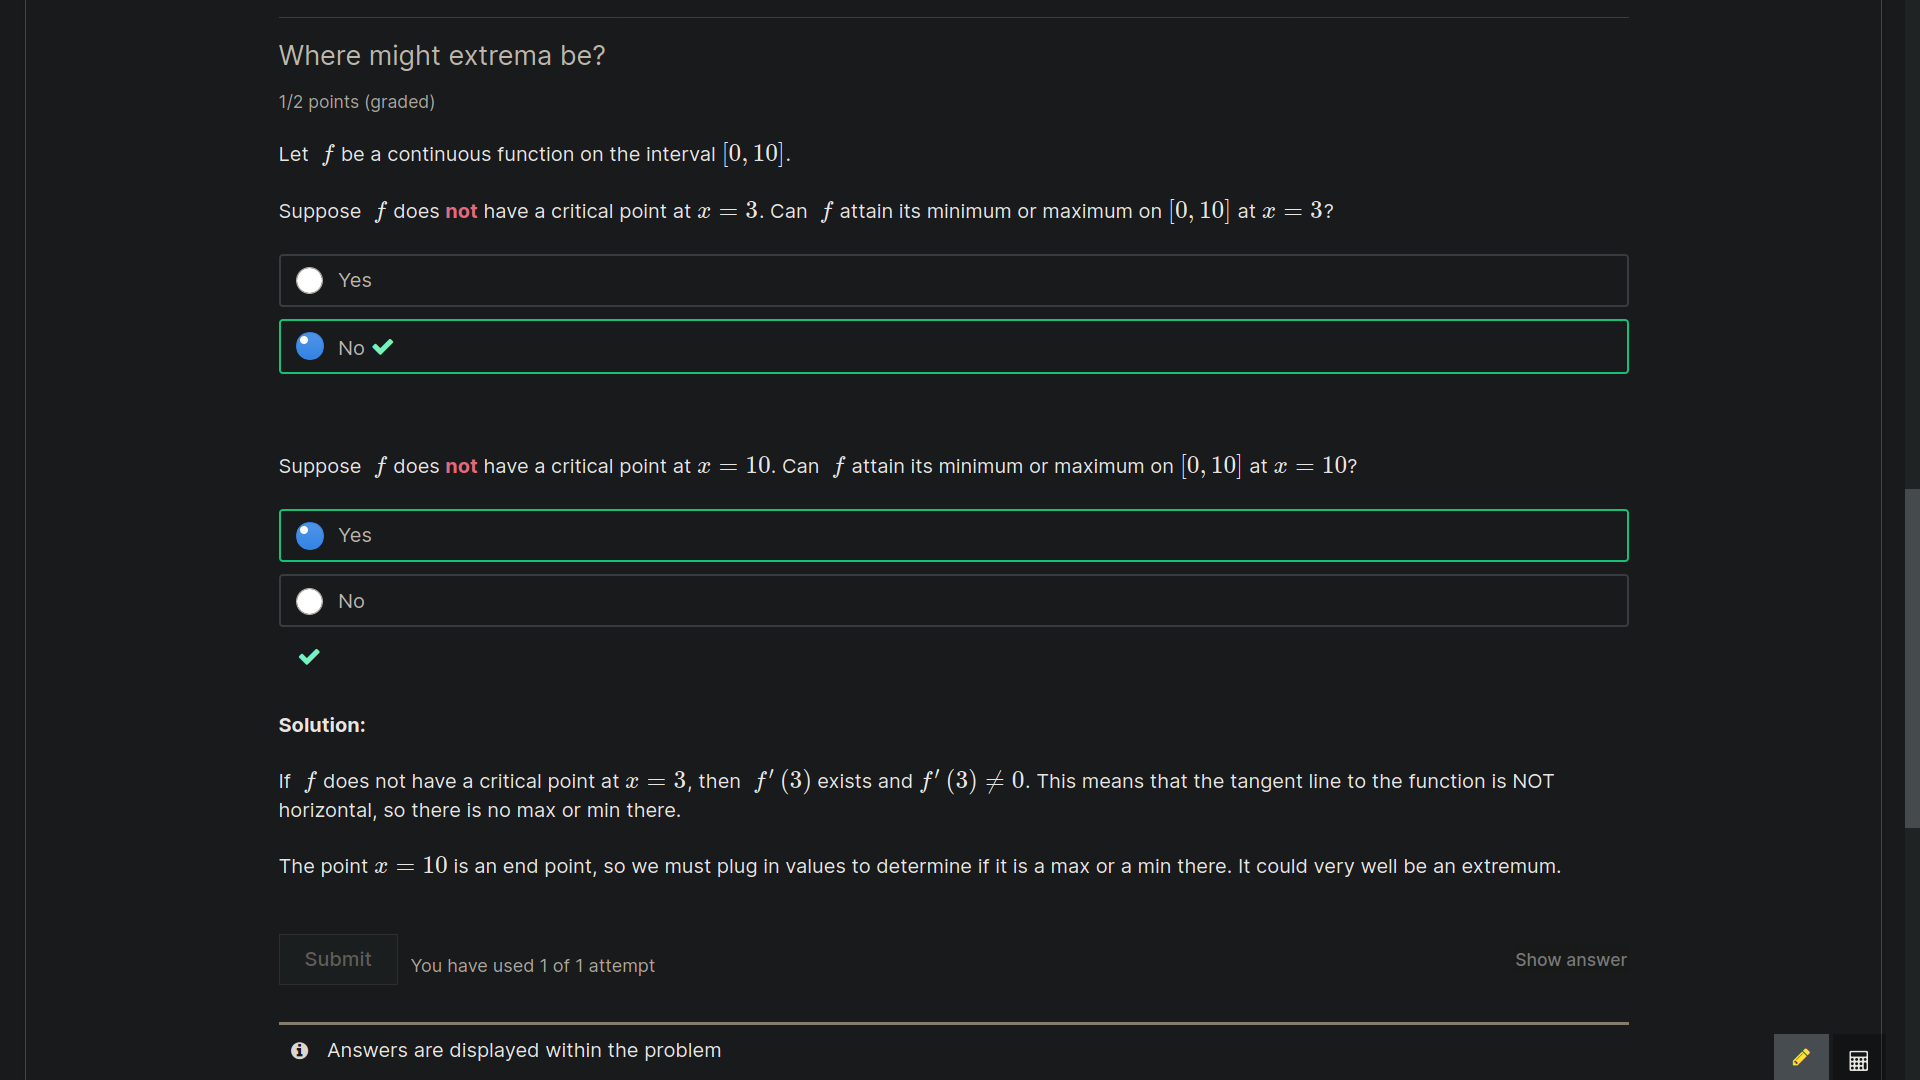 Where might extrema be?
1/2 points (graded)
Let f be a continuous function on the interval [0, 10].
Suppose f does not have a critical point at x = 3. Can f attain its minimum or maximum on [0, 10] at x = 3?
Yes
No
Suppose f does not have a critical point at x = 10. Can f attain its minimum or maximum on [0, 10] at x = 10?
Yes
No
Solution:
If f does not have a critical point at x = 3, then f′ (3) exists and f′ (3) ≠ 0. This means that the tangent line to the function is NOT
horizontal, so there is no max or min there.
The point x = 10 is an end point, so we must plug in values to determine if it is a max or a min there. It could very well be an extremum.
Submit You have used 1 of 1 attempt Show answer
Answers are displayed within the problem